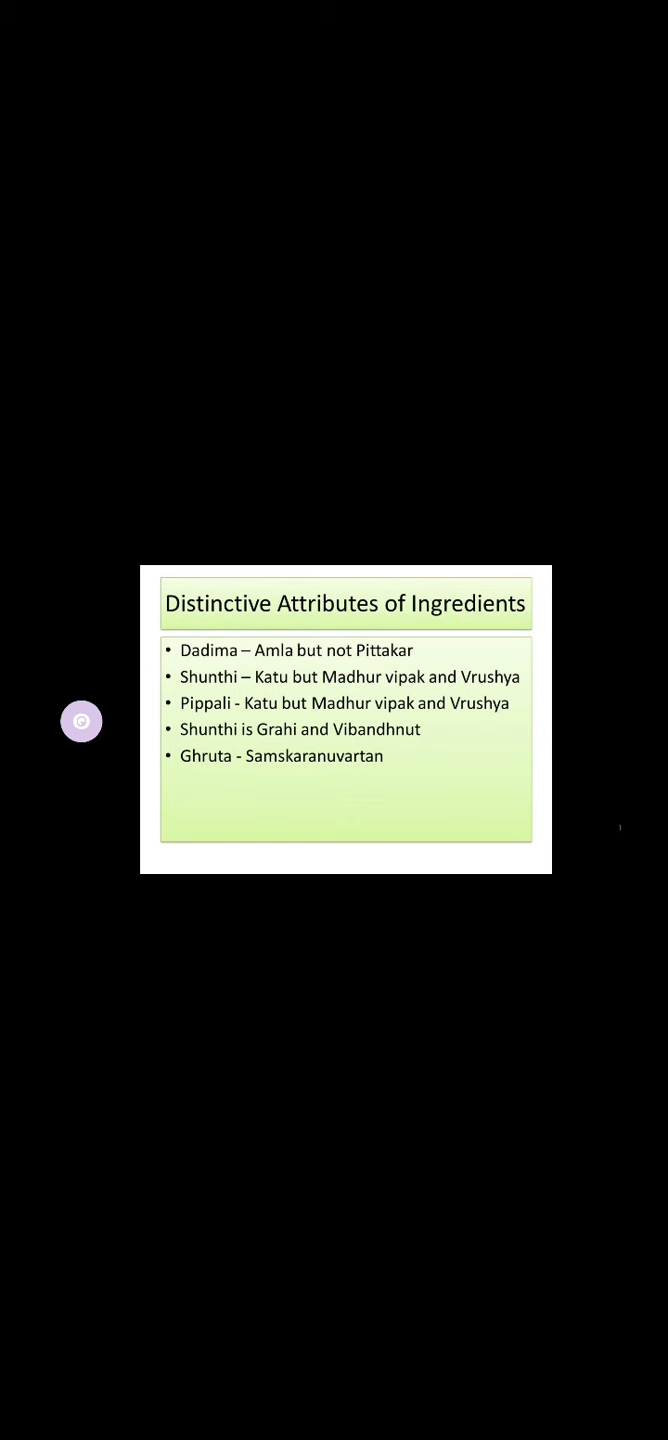 Distinctive Attributes of Ingredients
• Dadima – Amla but not Pittakar
• Shunthi – Katu but Madhur vipak and Vrushya
• Pippali - Katu but Madhur vipak and Vrushya
• Shunthi is Grahi and Vibandhnut
• Ghruta - Samskaranuvartan